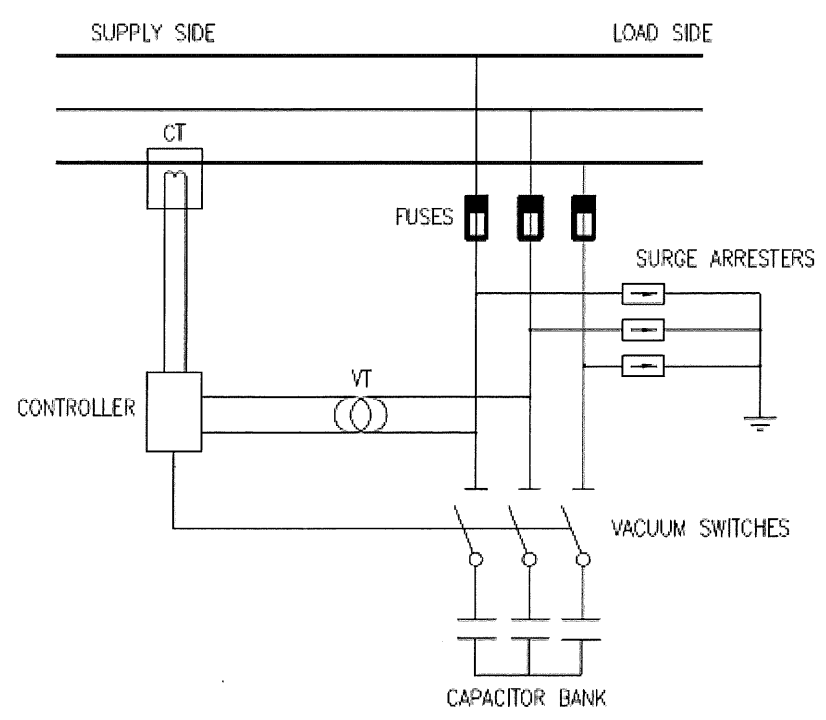 SUPPLY SIDE
LOAD SIDE
CT
FUSES
SURGE ARRESTERS
VT
CONTROLLER
VACUUM SWITCHES
CAPACITOR BANK